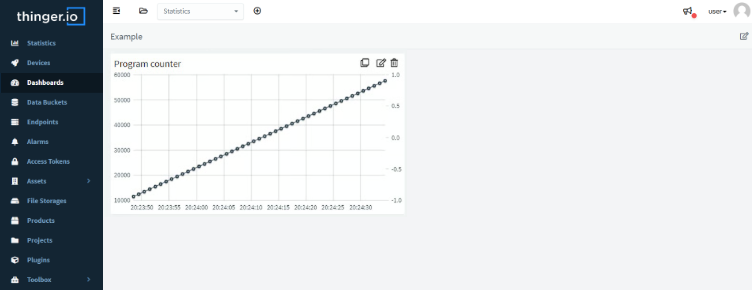 thinger.io
Statistics
Devices
Dashboards
Data Buckets
Endpoints
Alarms
Access Tokens
Assets
File Storages
Products
Projects
Plugins
Toolbox
Statistics
user
Example
Program counter
60000
50000
40000
30000
20000
10000
1.0
0.5
0.0
-0.5
-1.0
20:23:50 20:23:55 20:24:00 20:24:05 20:24:10 20:24:15 20:24:20 20:24:25 20:24:30